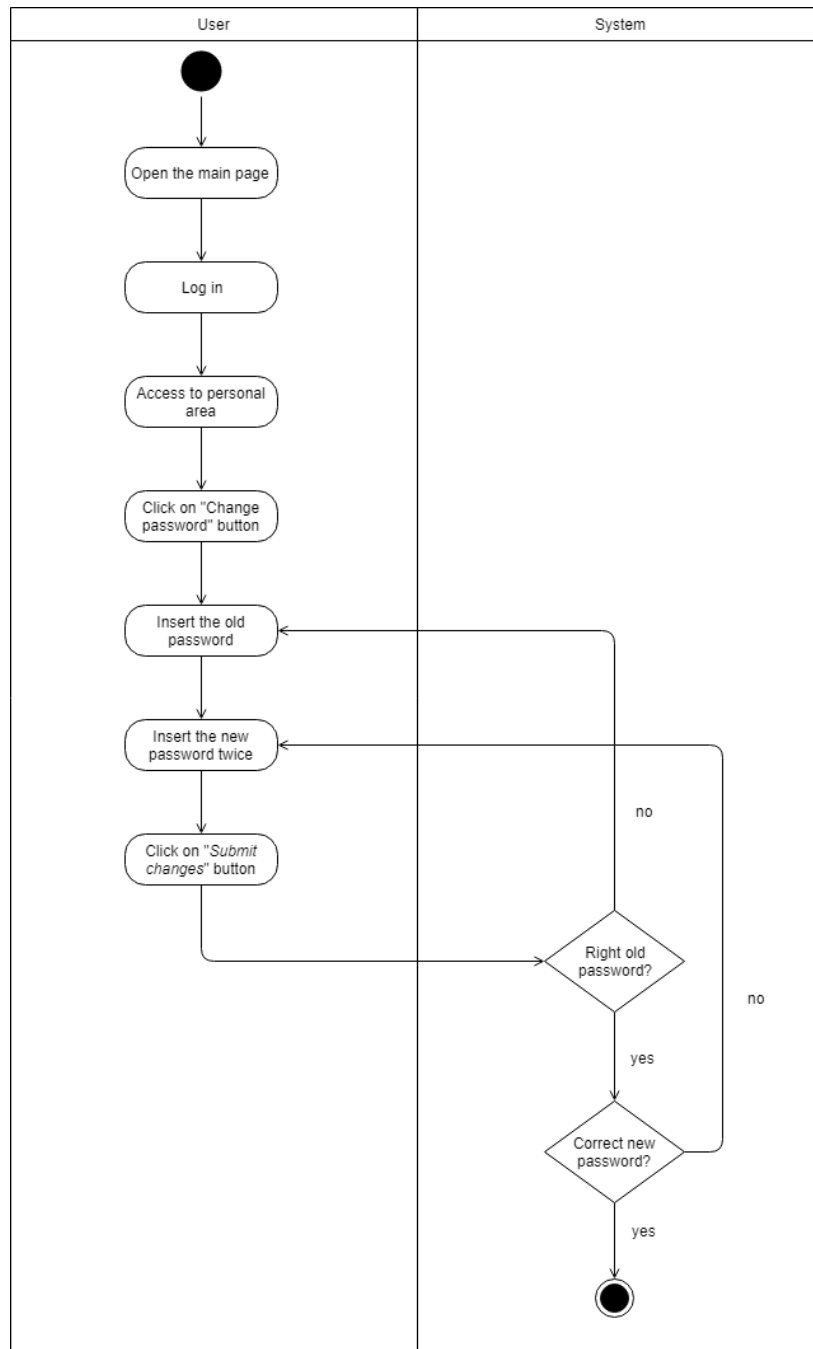 User
System
Open the main page
Log in
Access to personal
area
Click on "Change
password" button
Insert the old
password
Insert the new
password twice
no
Click on "Submit
changes" button
Right old
password?
no
yes
Correct new
password?
yes